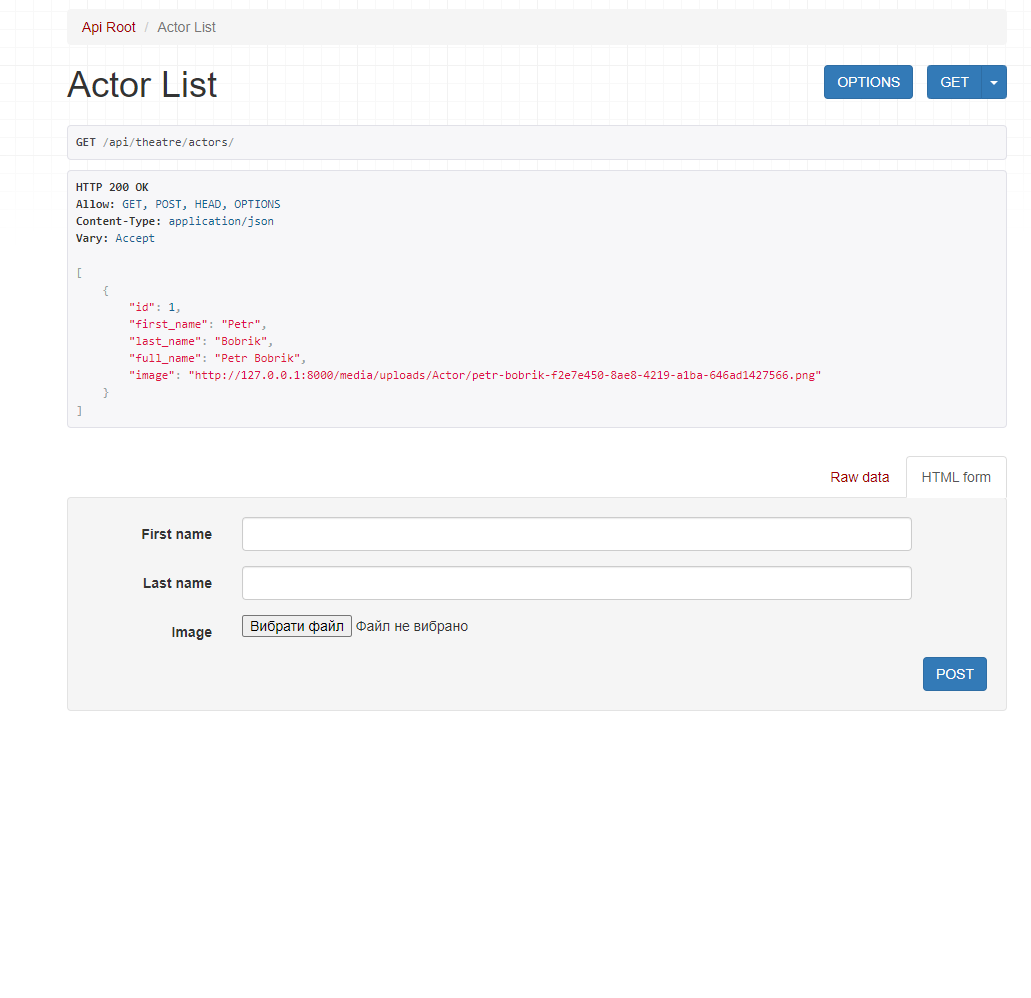 Api Root / Actor List
Actor List
OPTIONS GET
GET /api/theatre/actors/
HTTP 200 OK
Allow: GET, POST, HEAD, OPTIONS
Content-Type: application/json
Vary: Accept
[
    {
        "id": 1,
        "first_name": "Petr",
        "last_name": "Bobrik",
        "full_name": "Petr Bobrik",
        "image": "http://127.0.0.1:8000/media/uploads/Actor/petr-bobrik-f2e7e450-8ae8-4219-a1ba-646ad1427566.png"
    }
]
Raw data HTML form
First name
Last name
Image Вибрати файл Файл не вибрано
POST